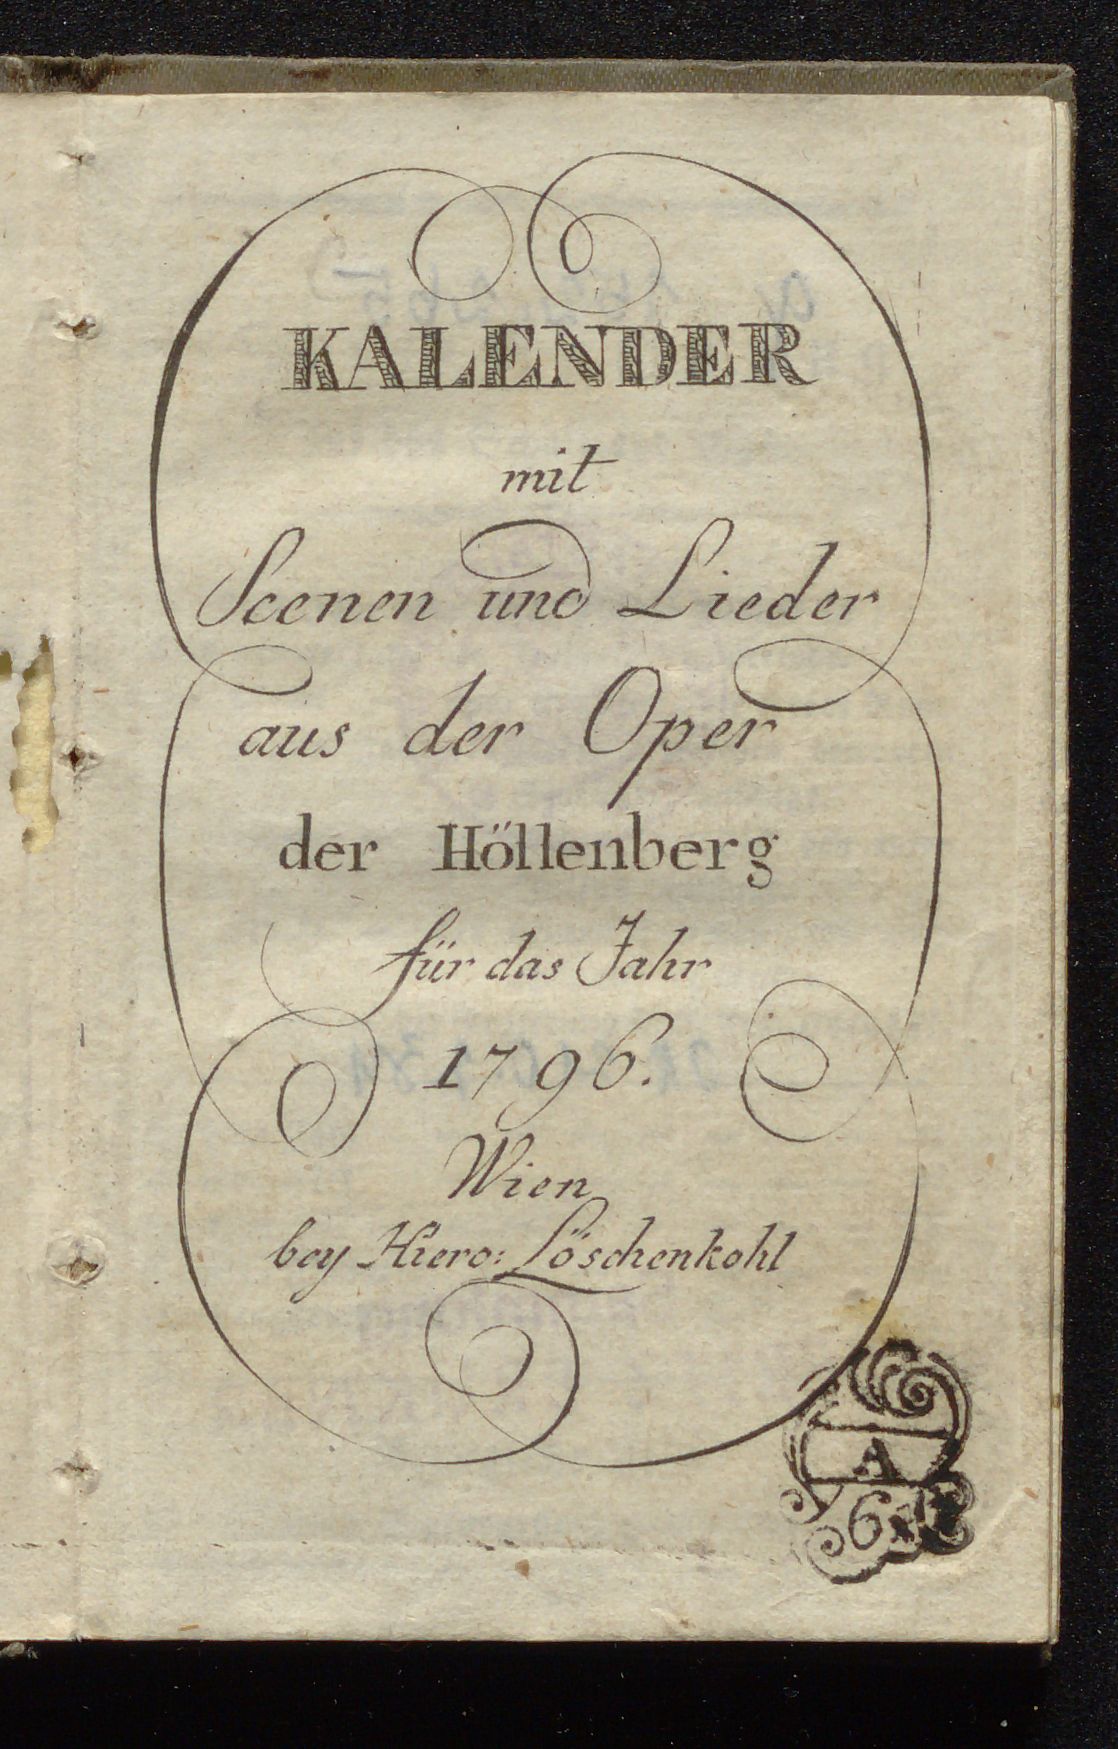 KALENDER
mit
Scenen und Lieder
aus der Oper
der Höllenberg
für das Jahr
1796.
Wien
bey Hiero: Löschenkohl
A